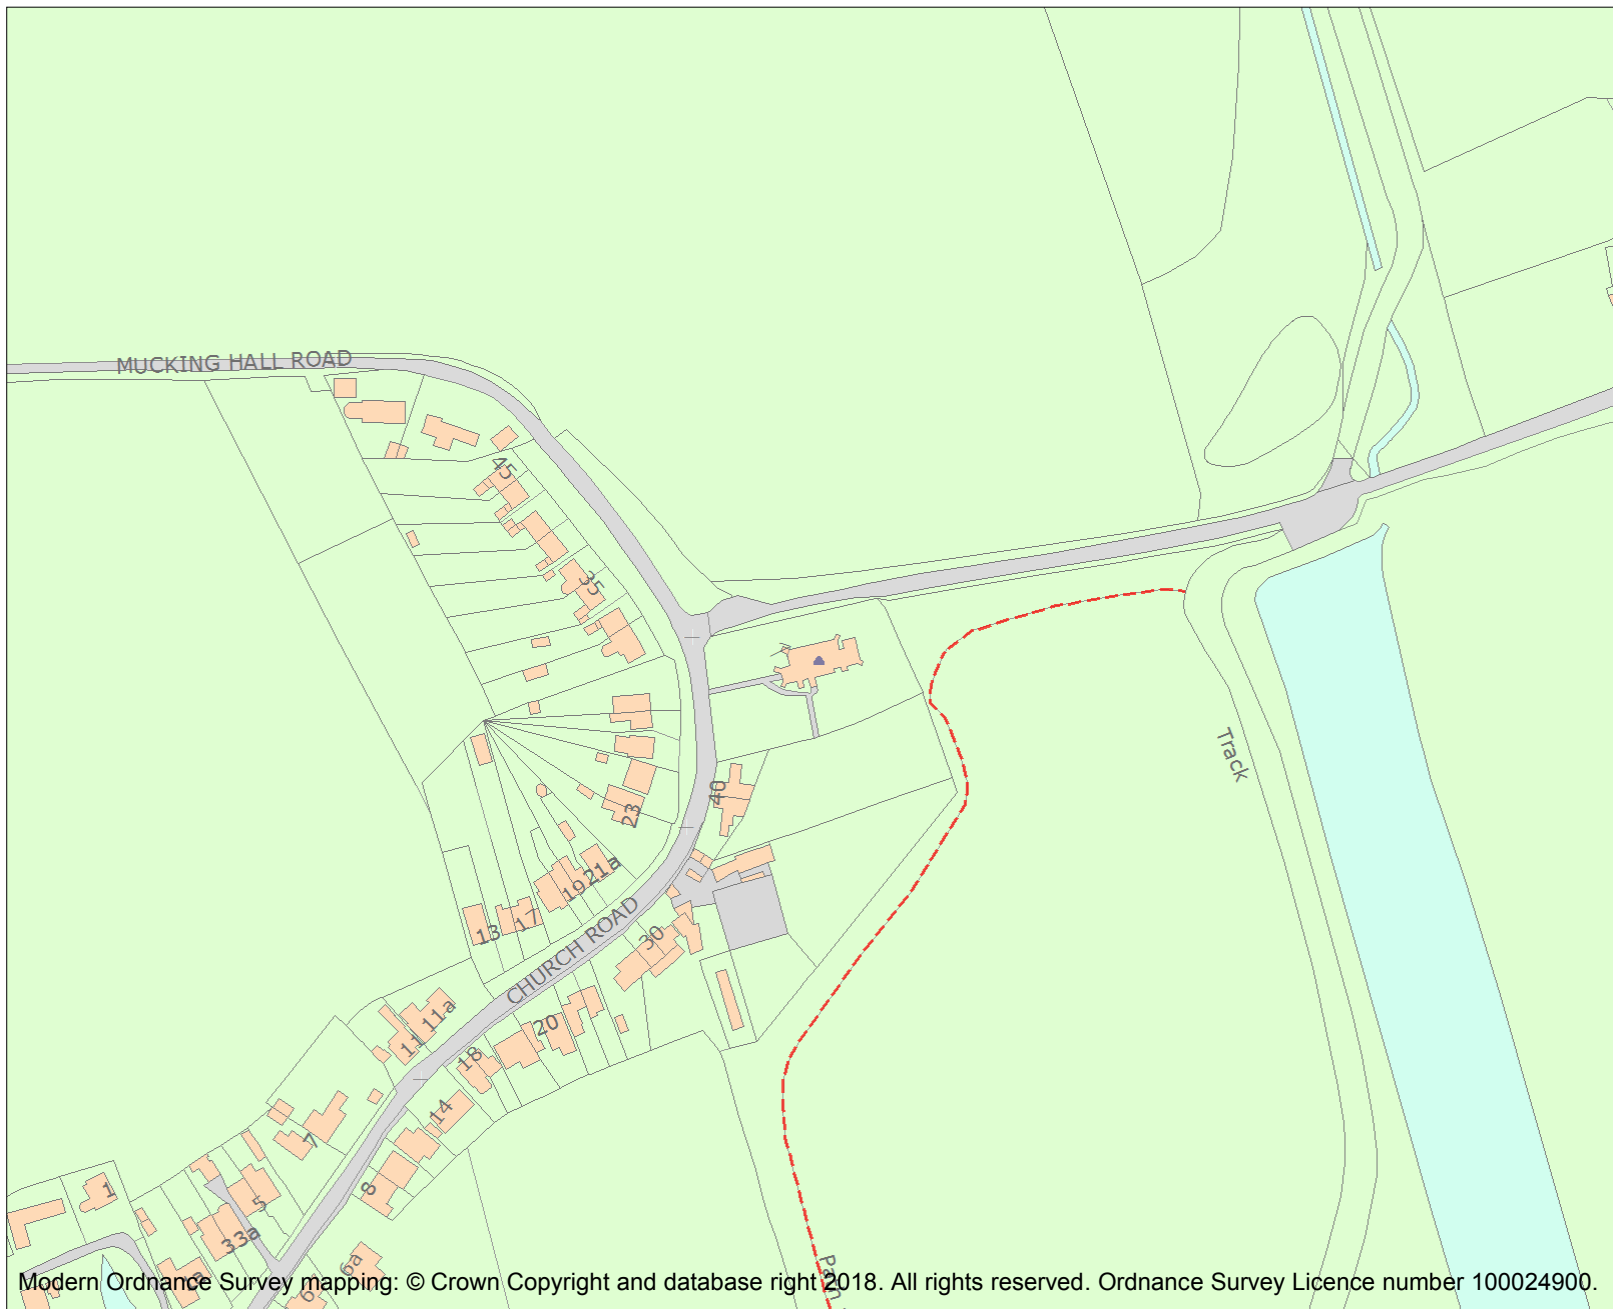 MUCKING HALL ROAD
45
35
Track
40
23
21a
19
17
13
30
CHURCH ROAD
11a
11
20
18
14
7
8
1
5
33a
6a
6
Path
Modern Ordnance Survey mapping: © Crown Copyright and database right 2018. All rights reserved. Ordnance Survey Licence number 100024900.